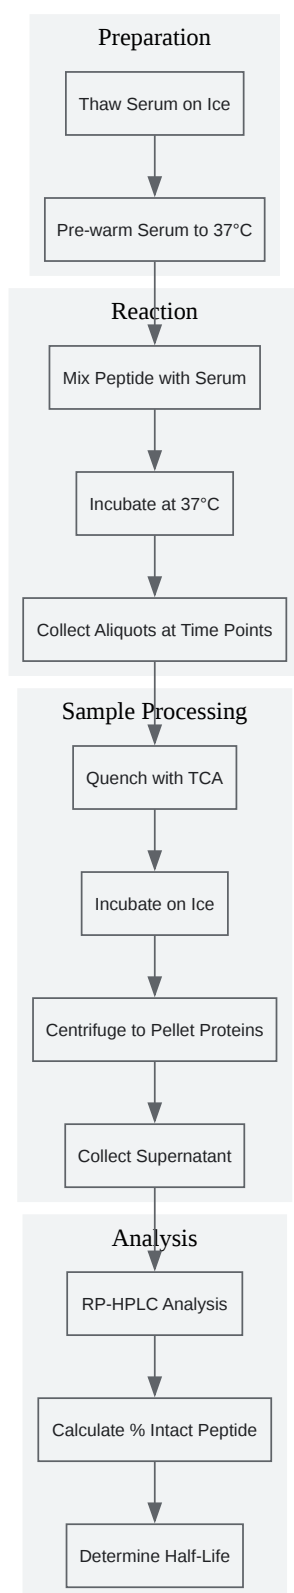 Preparation
Thaw Serum on Ice
Pre-warm Serum to 37°C
Reaction
Mix Peptide with Serum
Incubate at 37°C
Collect Aliquots at Time Points
Sample Processing
Quench with TCA
Incubate on Ice
Centrifuge to Pellet Proteins
Collect Supernatant
Analysis
RP-HPLC Analysis
Calculate % Intact Peptide
Determine Half-Life